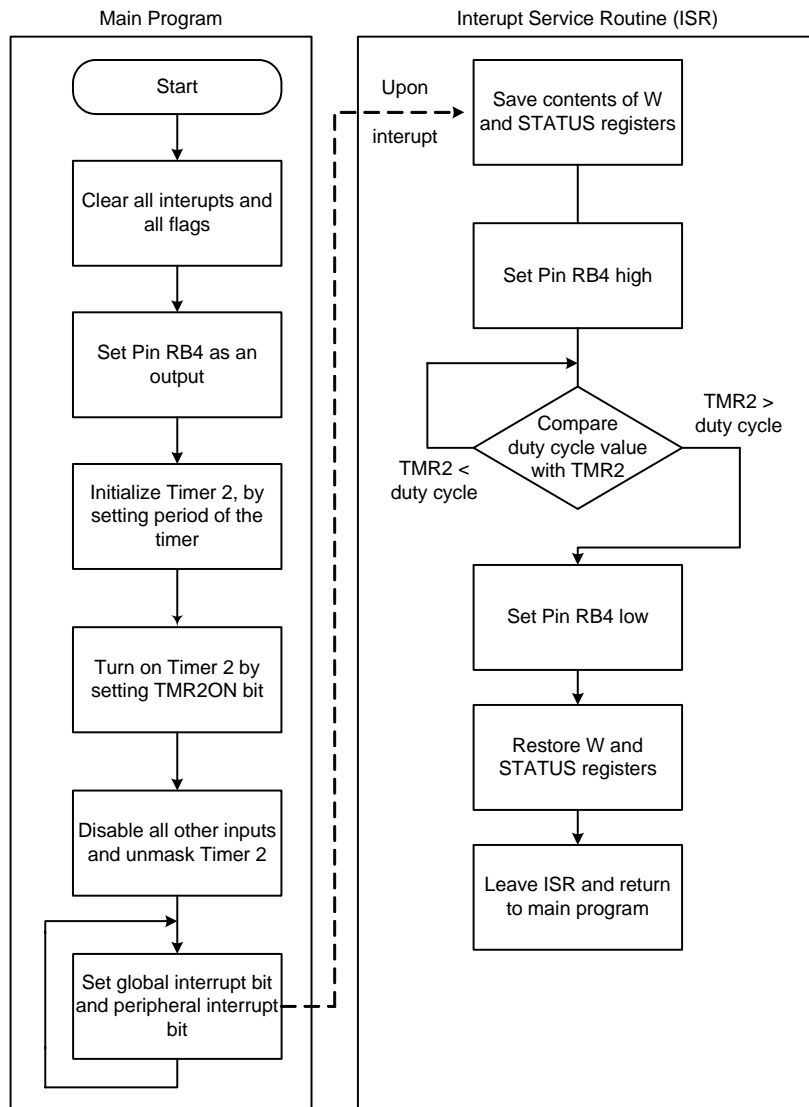 Main Program
Start
Clear all interupts and
all flags
Set Pin RB4 as an
output
Initialize Timer 2, by
setting period of the
timer
Turn on Timer 2 by
setting TMR2ON bit
Disable all other inputs
and unmask Timer 2
Set global interrupt bit
and peripheral interrupt
bit
Interupt Service Routine (ISR)
Upon
interupt
Save contents of W
and STATUS registers
Set Pin RB4 high
Compare
duty cycle value
with TMR2
TMR2 <
duty cycle
TMR2 >
duty cycle
Set Pin RB4 low
Restore W and
STATUS registers
Leave ISR and return
to main program